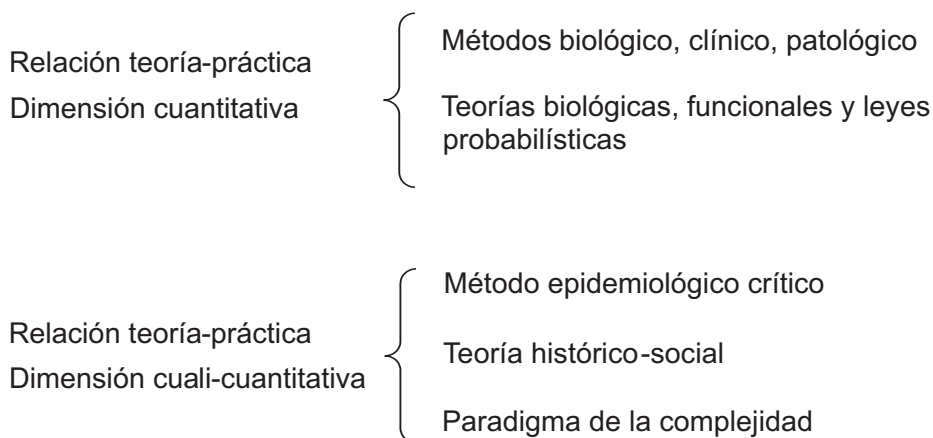 Relación teoría-práctica
Dimensión cuantitativa
Métodos biológico, clínico, patológico
Teorías biológicas, funcionales y leyes
probabilísticas
Relación teoría-práctica
Dimensión cuali-cuantitativa
Método epidemiológico crítico
Teoría histórico-social
Paradigma de la complejidad